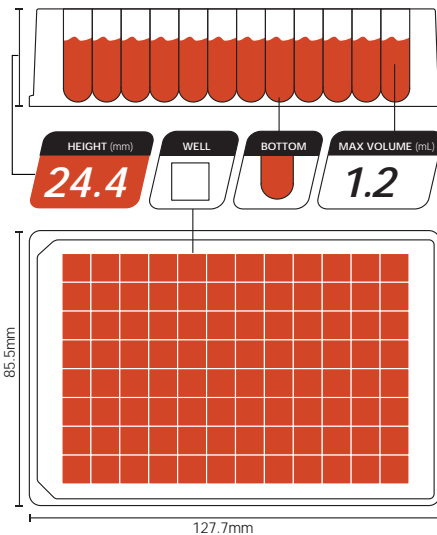 HEIGHT (mm)
24.4
WELL
BOTTOM
MAX VOLUME (mL)
1.2
85.5mm
127.7mm